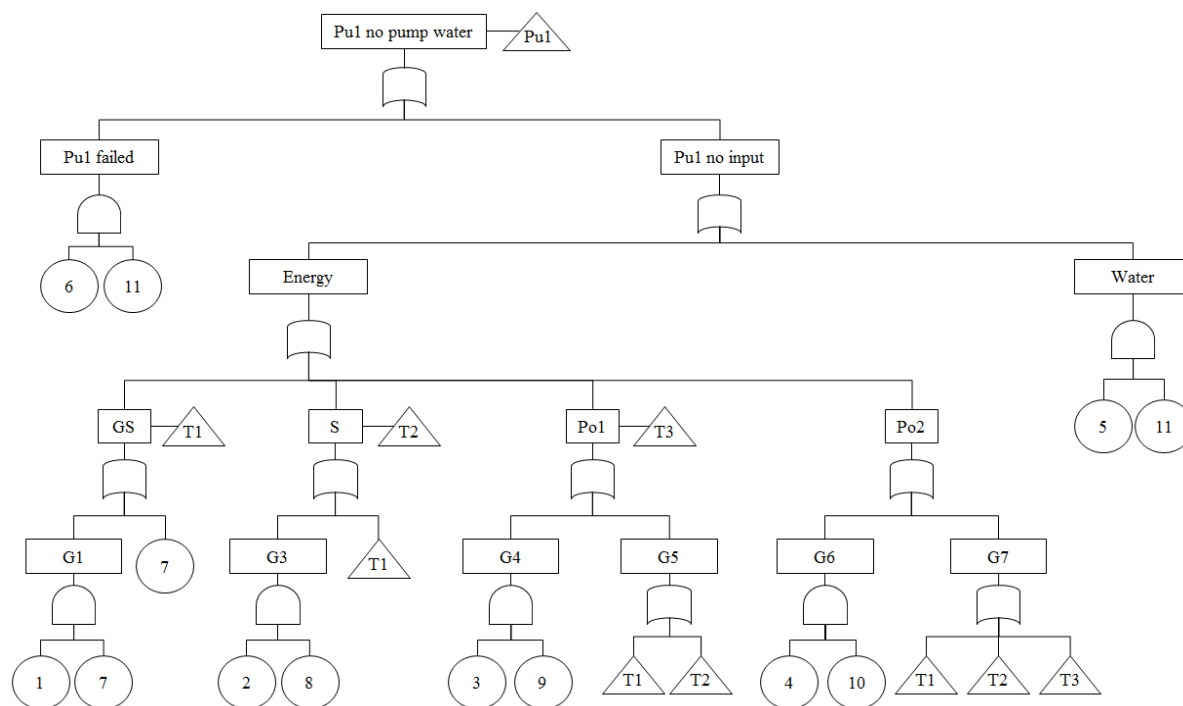 Pu1 no pump water
Pu1
Pu1 failed
Pu1 no input
6
11
Energy
Water
5
11
GS
T1
S
T2
Po1
T3
Po2
G1
7
G3
T1
G4
G5
G6
G7
1
7
2
8
3
9
T1
T2
4
10
T1
T2
T3